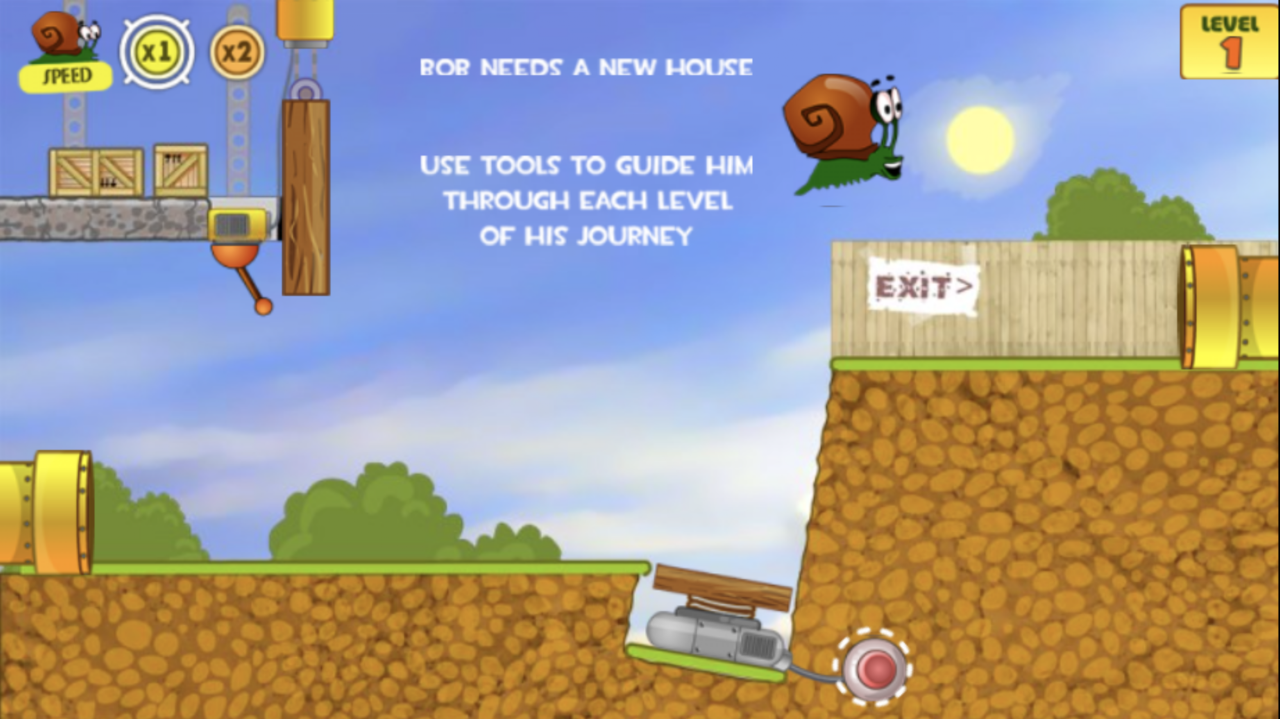 SPEED
x1
x2
BOB NEEDS A NEW HOUSE
LEVEL
1
USE TOOLS TO GUIDE HIM
THROUGH EACH LEVEL
OF HIS JOURNEY
EXIT>